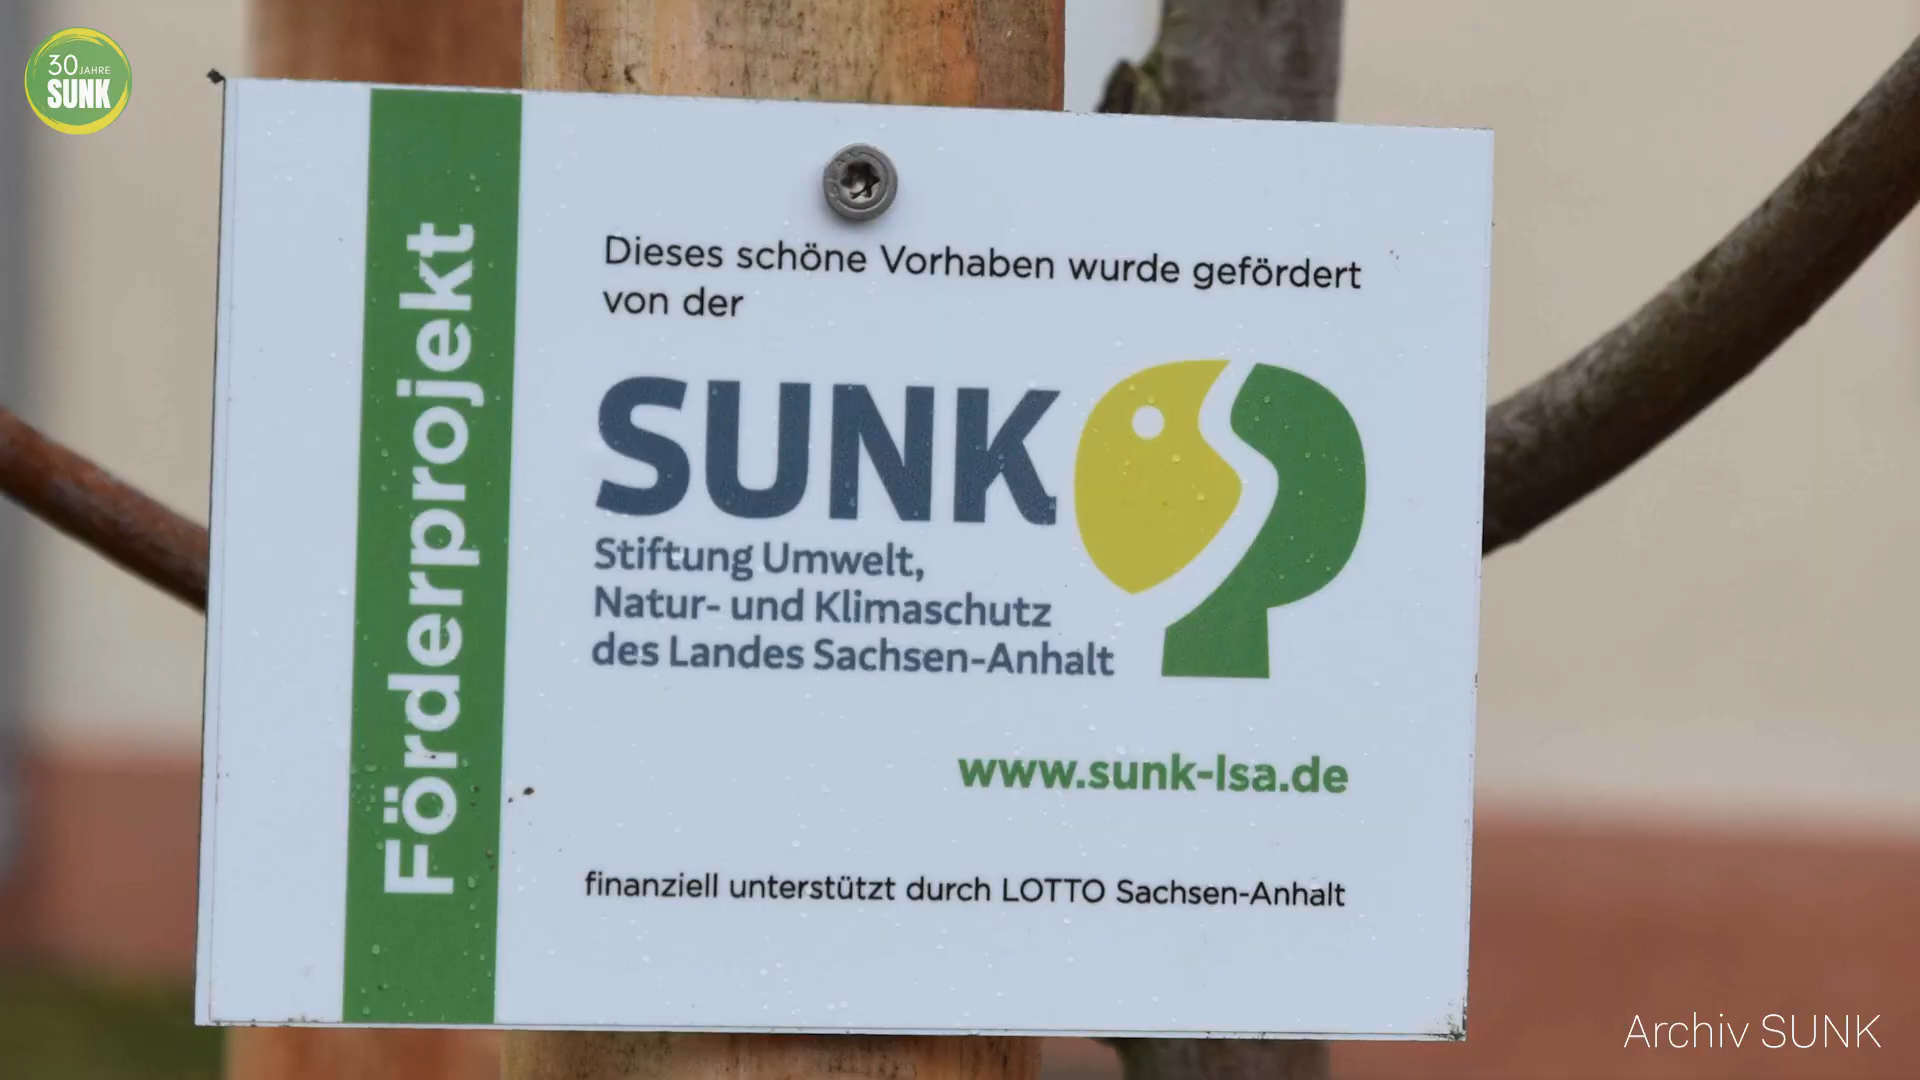 30 JAHRE
SUNK
Förderprojekt
Dieses schöne Vorhaben wurde gefördert
von der
SUNK
Stiftung Umwelt,
Natur- und Klimaschutz
des Landes Sachsen-Anhalt
www.sunk-lsa.de
finanziell unterstützt durch LOTTO Sachsen-Anhalt
Archiv SUNK